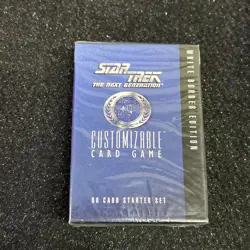 STAR TREK
THE NEXT GENERATION
CUSTOMIZABLE
CARD GAME
60 CARD STARTER SET
WHITE BORDER EDITION